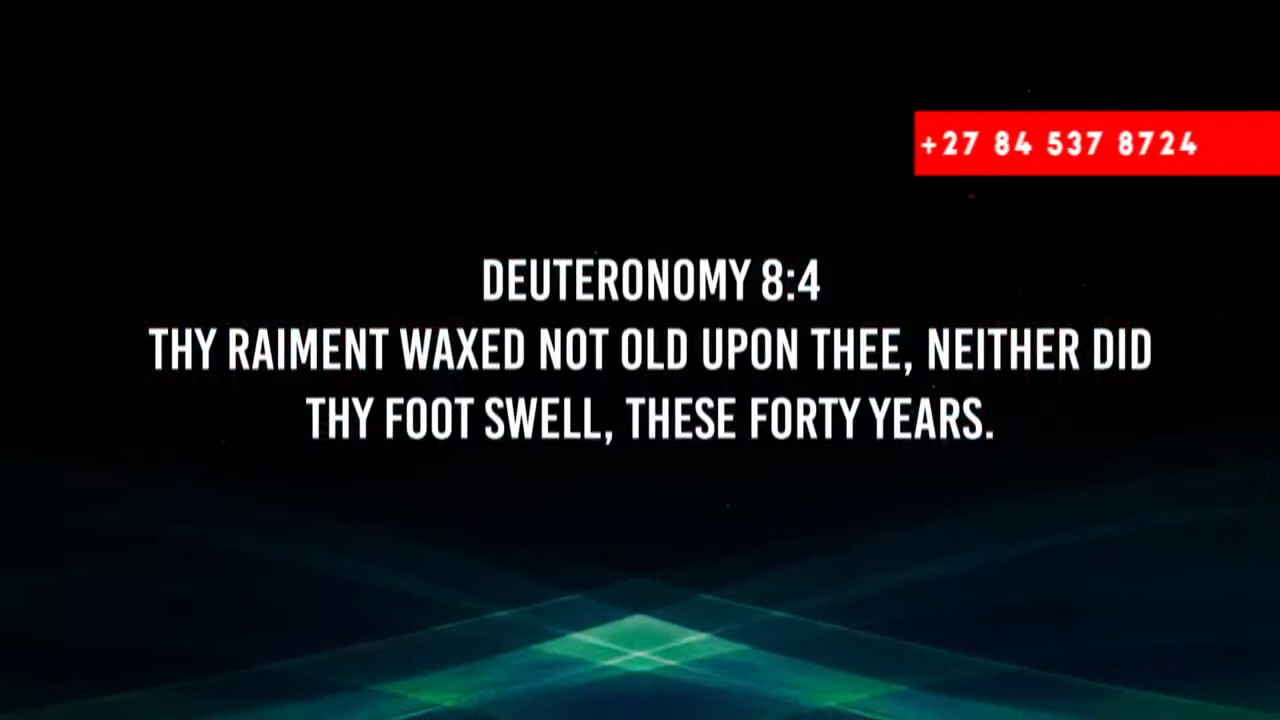 +27 84 537 8724
DEUTERONOMY 8:4
THY RAIMENT WAXED NOT OLD UPON THEE, NEITHER DID
THY FOOT SWELL, THESE FORTY YEARS.